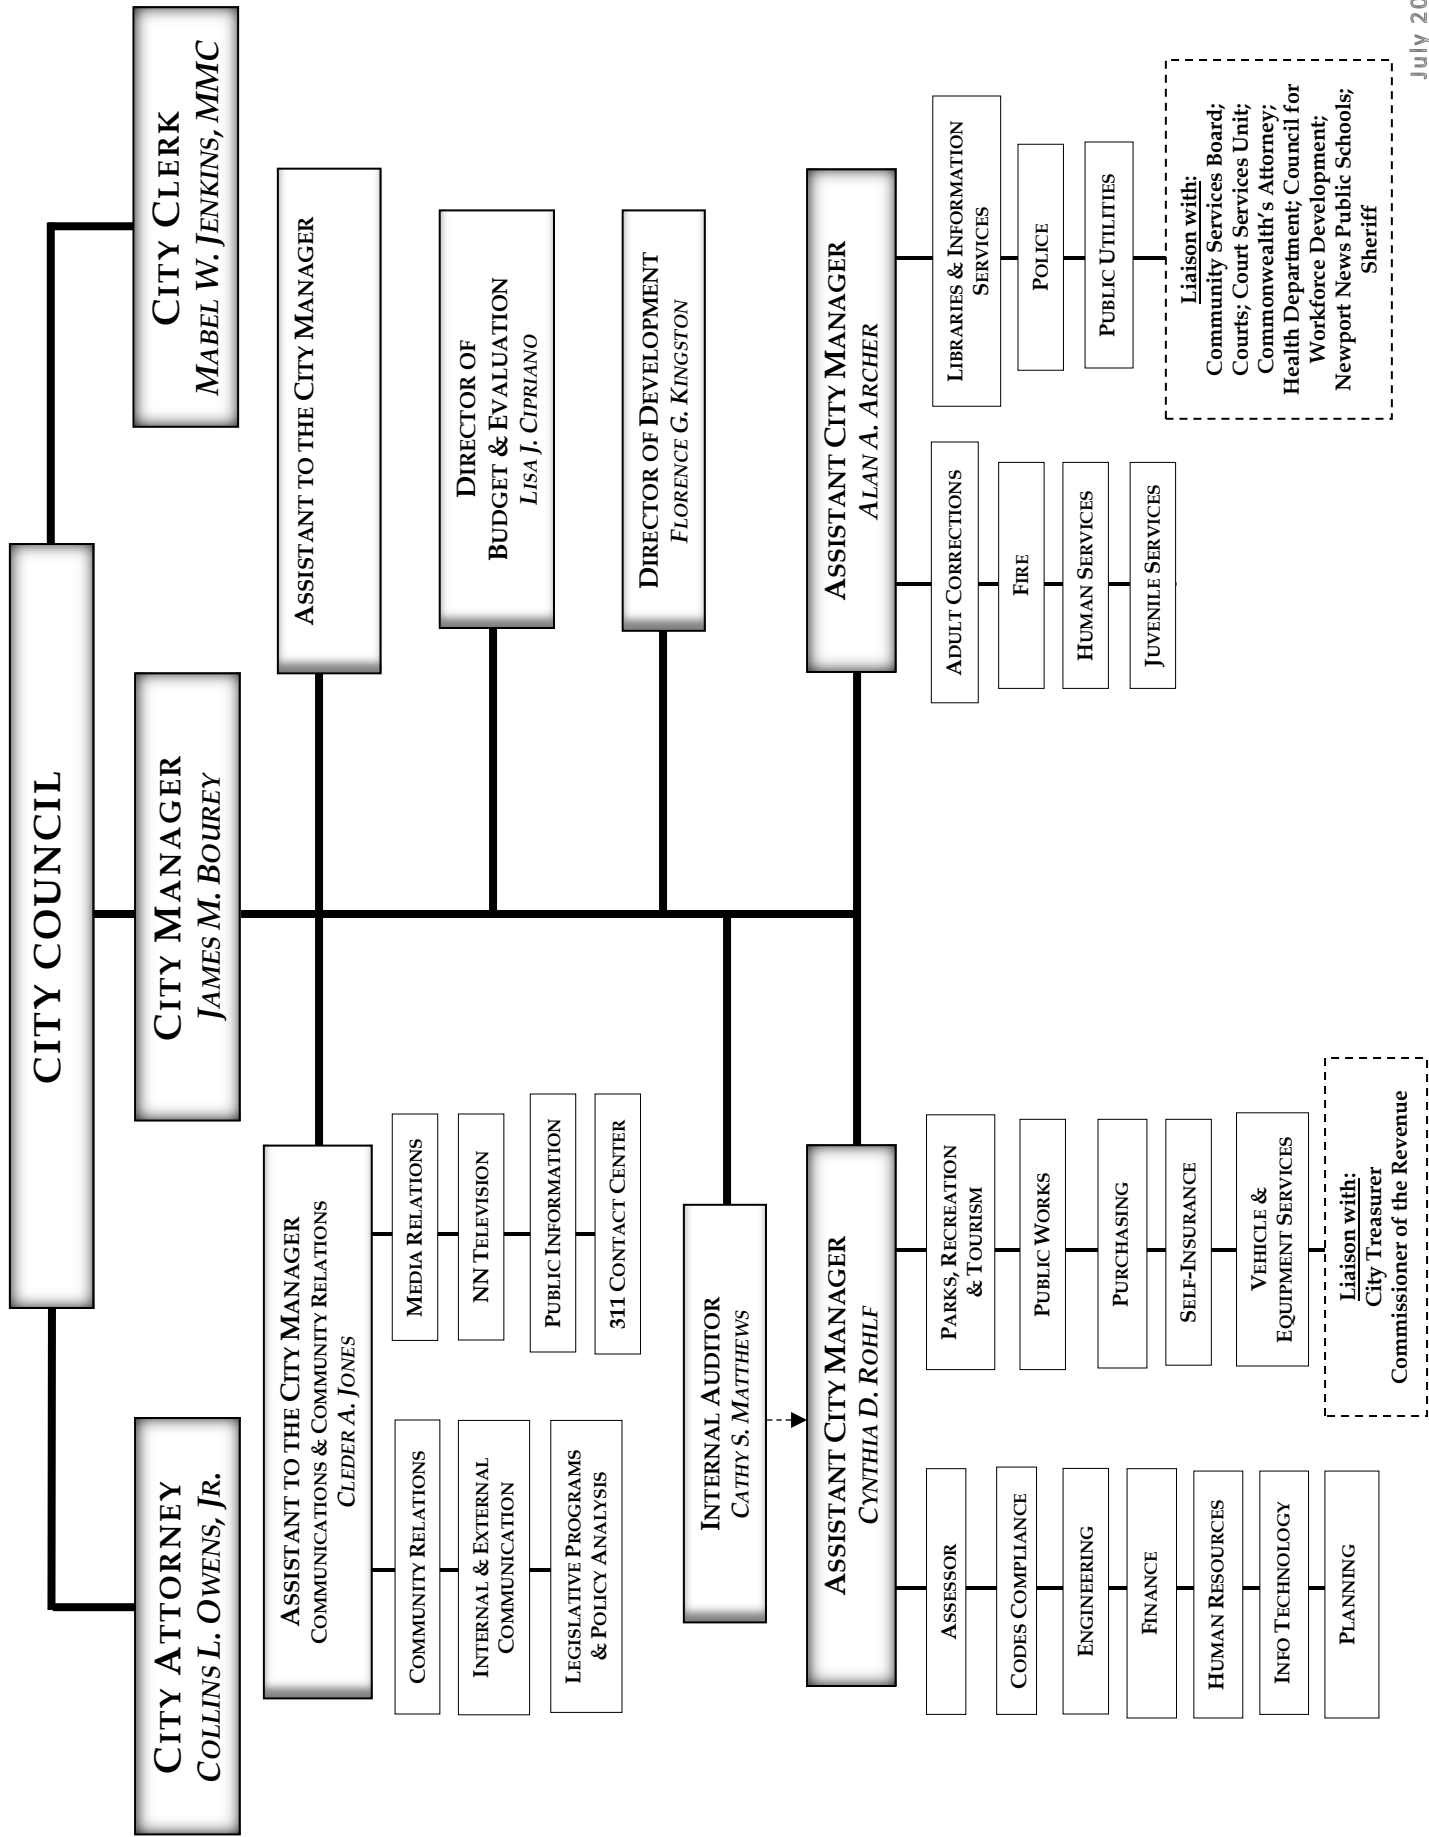 CITY COUNCIL
CITY ATTORNEY
COLLINS L. OWENS, JR.
CITY MANAGER
JAMES M. BOUREY
CITY CLERK
MABEL W. JENKINS, MMC
ASSISTANT TO THE CITY MANAGER
COMMUNICATIONS & COMMUNITY RELATIONS
CLEDER A. JONES
COMMUNITY RELATIONS
INTERNAL & EXTERNAL
COMMUNICATION
LEGISLATIVE PROGRAMS
& POLICY ANALYSIS
MEDIA RELATIONS
NN TELEVISION
PUBLIC INFORMATION
311 CONTACT CENTER
ASSISTANT TO THE CITY MANAGER
DIRECTOR OF
BUDGET & EVALUATION
LISA J. CIPRIANO
DIRECTOR OF DEVELOPMENT
FLORENCE G. KINGSTON
INTERNAL AUDITOR
CATHY S. MATTHEWS
ASSISTANT CITY MANAGER
CYNTHIA D. ROHLF
ASSESSOR
CODES COMPLIANCE
ENGINEERING
FINANCE
HUMAN RESOURCES
INFO TECHNOLOGY
PLANNING
PARKS, RECREATION
& TOURISM
PUBLIC WORKS
PURCHASING
SELF-INSURANCE
VEHICLE &
EQUIPMENT SERVICES
Liaison with:
City Treasurer
Commissioner of the Revenue
ASSISTANT CITY MANAGER
ALAN A. ARCHER
ADULT CORRECTIONS
FIRE
HUMAN SERVICES
JUVENILE SERVICES
LIBRARIES & INFORMATION
SERVICES
POLICE
PUBLIC UTILITIES
Liaison with:
Community Services Board;
Courts; Court Services Unit;
Commonwealth's Attorney;
Health Department; Council for
Workforce Development;
Newport News Public Schools;
Sheriff
July 20